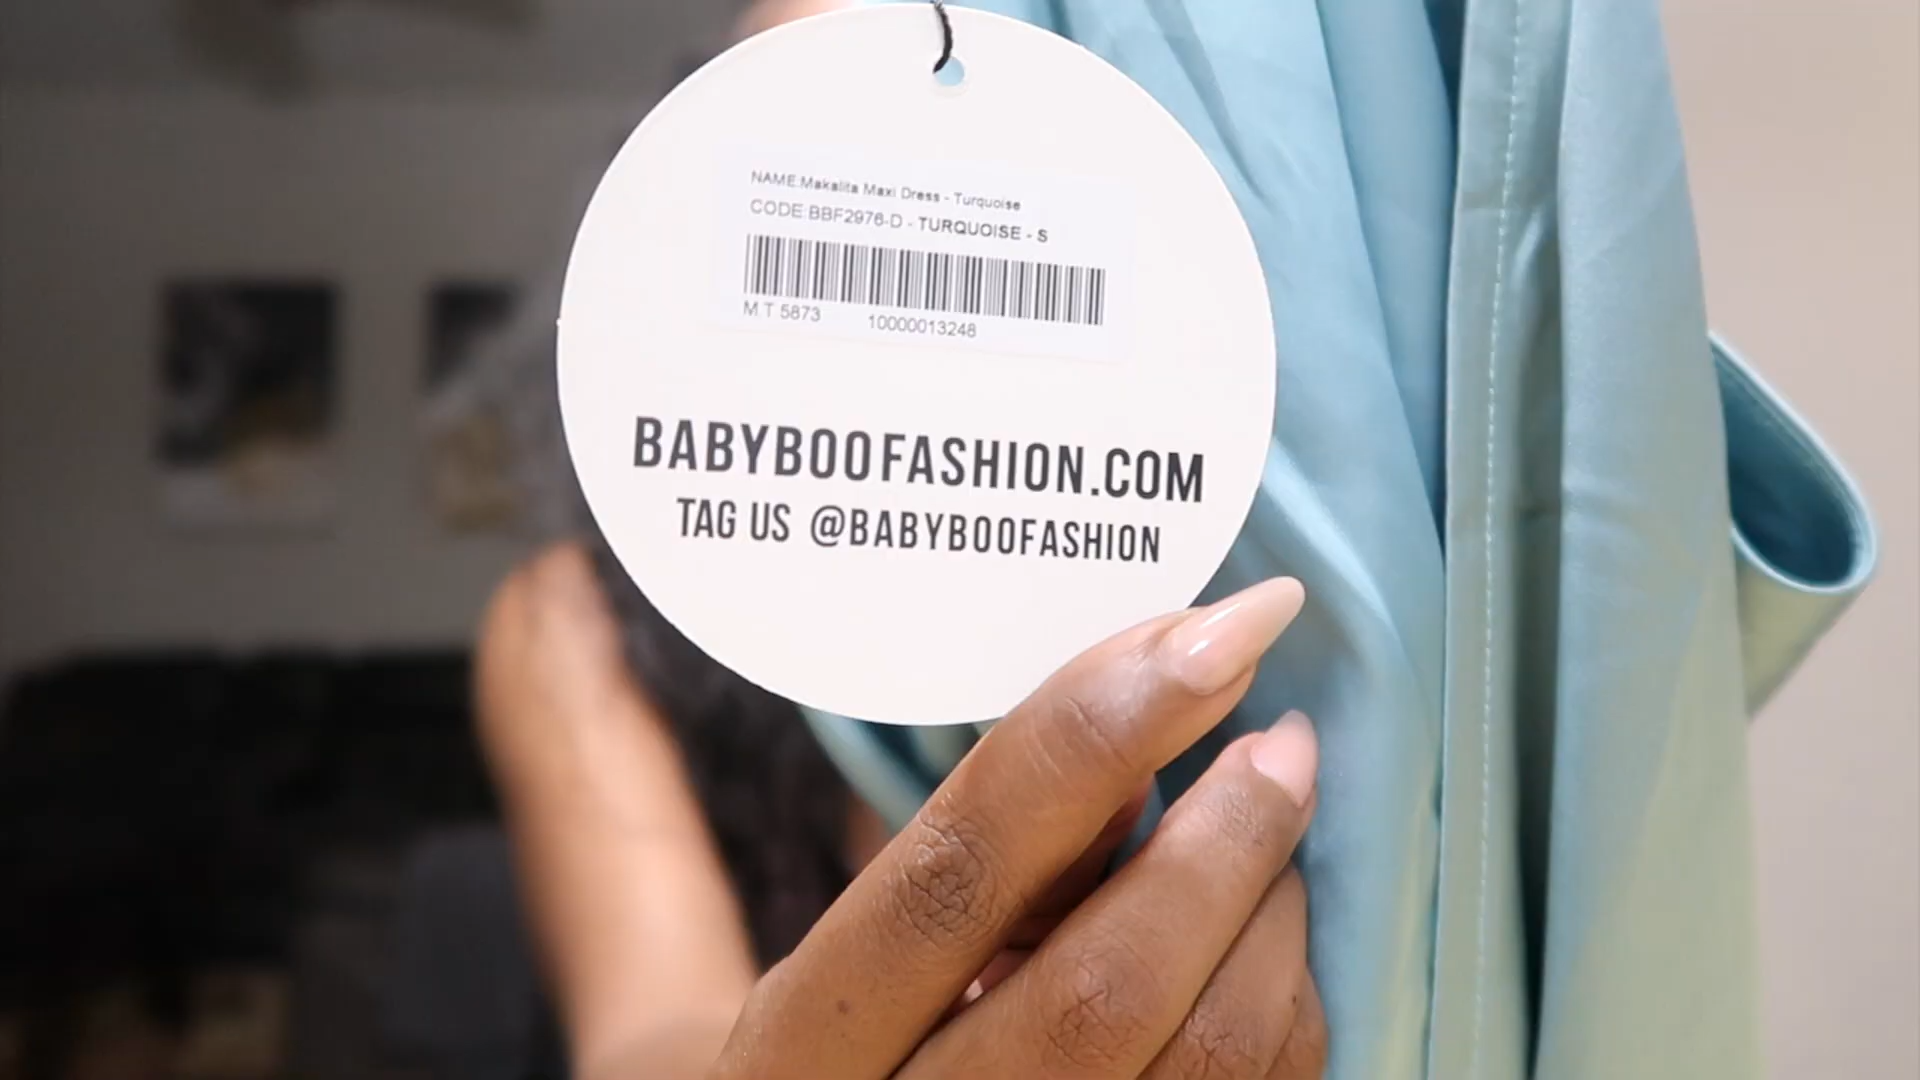 NAME:Makalita Maxi Dress - Turquoise
CODE:BBF2976-D - TURQUOISE - S
M.T 5873 10000013248
BABYBOOFASHION.COM
TAG US @BABYBOOFASHION